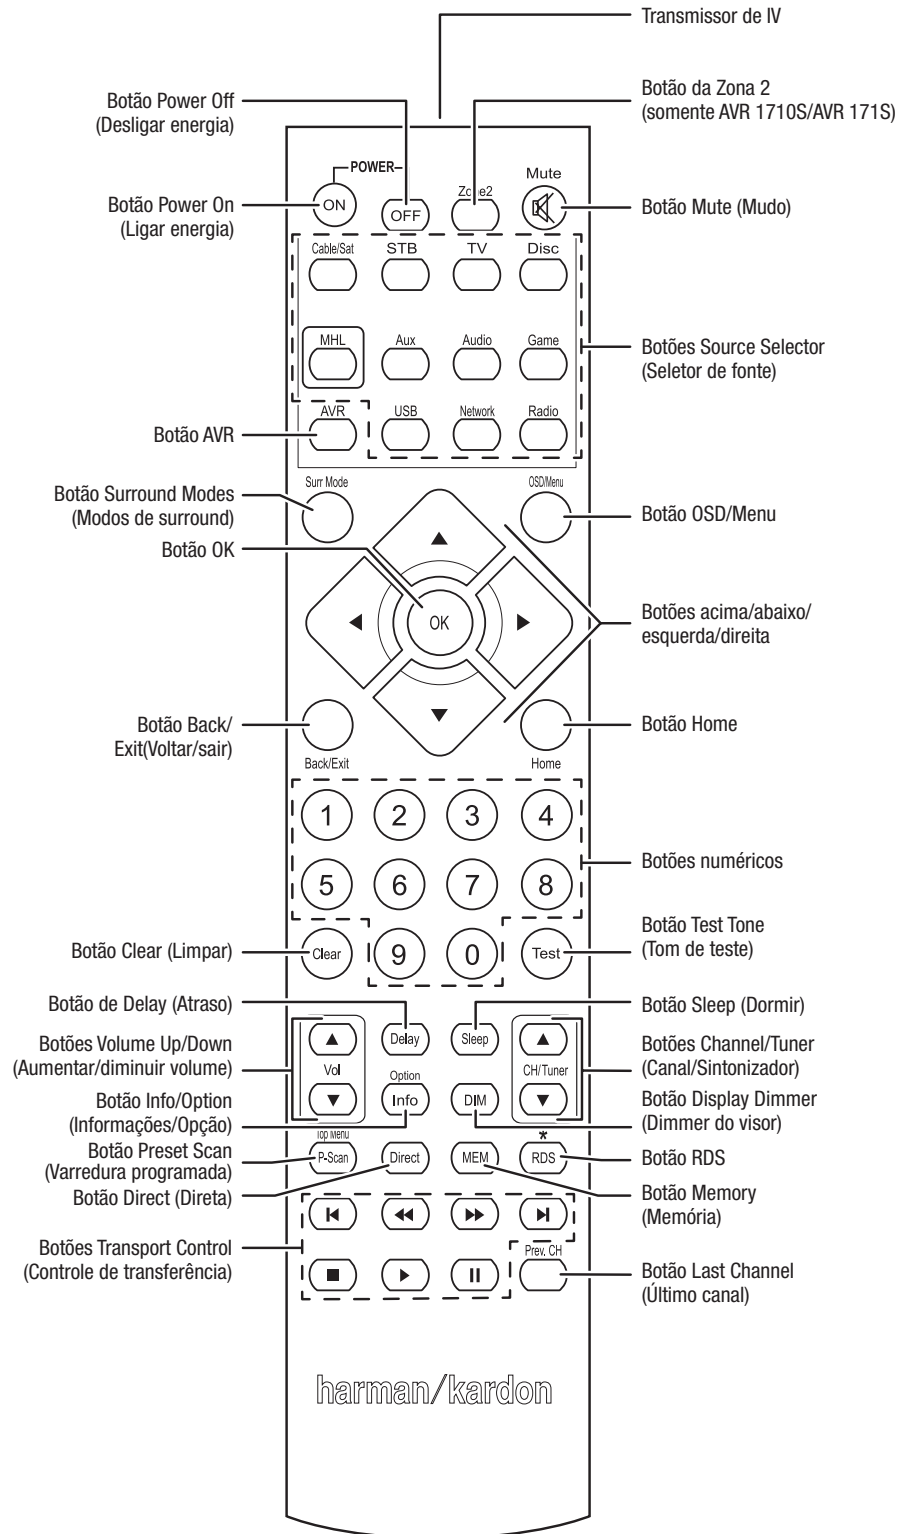 Transmissor de IV
Botão Power Off
(Desligar energia)
Botão da Zona 2
(somente AVR 1710S/AVR 171S)
POWER
Mute
Botão Power On
(Ligar energia)
ON
OFF
Zone2
Botão Mute (Mudo)
Cable/Sat
STB
TV
Disc
MHL
Aux
Audio
Game
Botões Source Selector
(Seletor de fonte)
AVR
USB
Network
Radio
Botão AVR
Surr Mode
OSD/Menu
Botão Surround Modes
(Modos de surround)
Botão OSD/Menu
Botão OK
OK
Botões acima/abaixo/
esquerda/direita
Botão Back/
Exit(Voltar/sair)
Botão Home
Back/Exit
Home
1
2
3
4
5
6
7
8
Botões numéricos
Botão Clear (Limpar)
Clear
9
0
Test
Botão Test Tone
(Tom de teste)
Botão de Delay (Atraso)
Botão Sleep (Dormir)
Botões Volume Up/Down
(Aumentar/diminuir volume)
Delay
Sleep
Botões Channel/Tuner
(Canal/Sintonizador)
Vol
Option
CH/Tuner
Botão Info/Option
(Informações/Opção)
Info
DIM
Botão Display Dimmer
(Dimmer do visor)
Top Menu
*
Botão Preset Scan
(Varredura programada)
P-Scan
Direct
MEM
RDS
Botão RDS
Botão Direct (Direta)
Botão Memory
(Memória)
Botões Transport Control
(Controle de transferência)
Prev. CH
Botão Last Channel
(Último canal)
harman/kardon